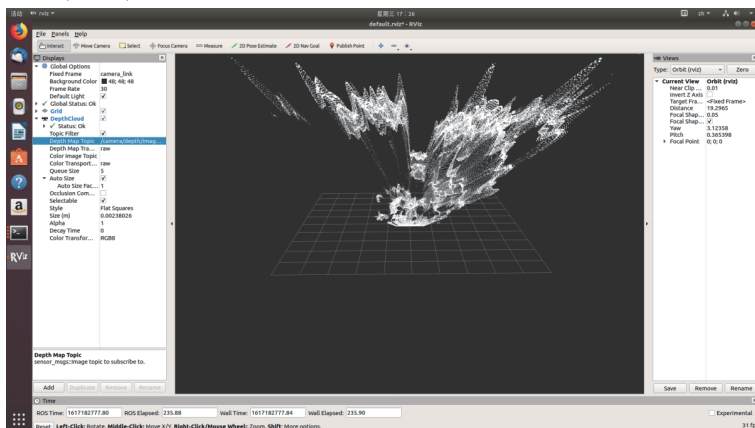 活动
rviz ▾
星期三 17：26
zh ▾
default.rviz* - RViz
File Panels Help
Interact Move Camera Select Focus Camera Measure 2D Pose Estimate 2D Nav Goal Publish Point
Displays
Global Options
Fixed Frame camera_link
Background Color 48; 48; 48
Frame Rate 30
Default Light
Global Status: Ok
Grid
DepthCloud
Status: Ok
Topic Filter
Depth Map Topic /camera/depth/imag...
Depth Map Tra... raw
Color Image Topic
Color Transport... raw
Queue Size 5
Auto Size
Auto Size Fac... 1
Occlusion Com...
Selectable
Style Flat Squares
Size (m) 0.00238026
Alpha 1
Decay Time 0
Color Transfor... RGB8
Depth Map Topic
sensor_msgs::Image topic to subscribe to.
Add Duplicate Remove Rename
Views
Type: Orbit (rviz) Zero
Current View Orbit (rviz)
Near Clip ... 0.01
Invert Z Axis
Target Fra... <Fixed Frame>
Distance 19.2965
Focal Shap... 0.05
Focal Shap...
Yaw 3.12358
Pitch 0.365398
Focal Point 0; 0; 0
Save Remove Rename
RViz
Time
ROS Time: 1617182777.80 ROS Elapsed: 235.88 Wall Time: 1617182777.84 Wall Elapsed: 235.90 Experimental
Reset Left-Click: Rotate. Middle-Click: Move X/Y. Right-Click/Mouse Wheel: Zoom. Shift: More options.